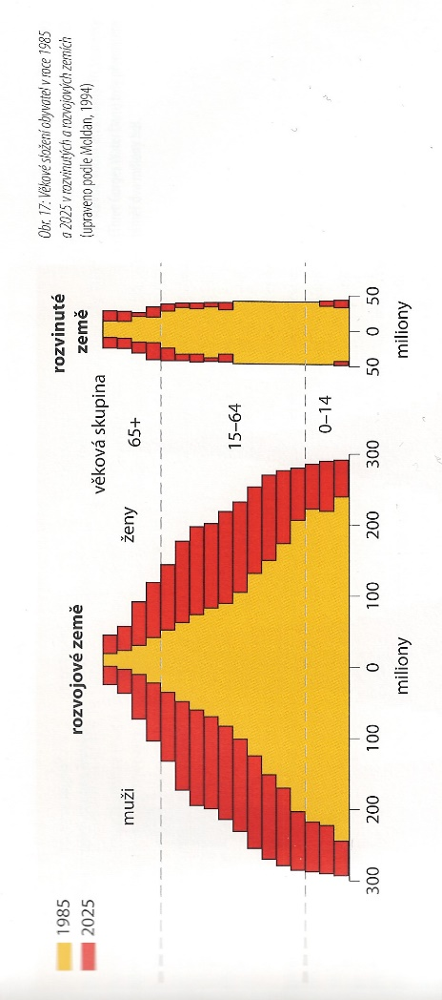 1985
2025
rozvojové země
rozvinuté
země
muži
ženy
věková skupina
65+
15–64
0–14
300
200
100
0
100
200
300
50
0
50
miliony
miliony
Obr. 17: Věkové složení obyvatel v roce 1985
a 2025 v rozvinutých a rozvojových zemích
(upraveno podle Moldan, 1994)